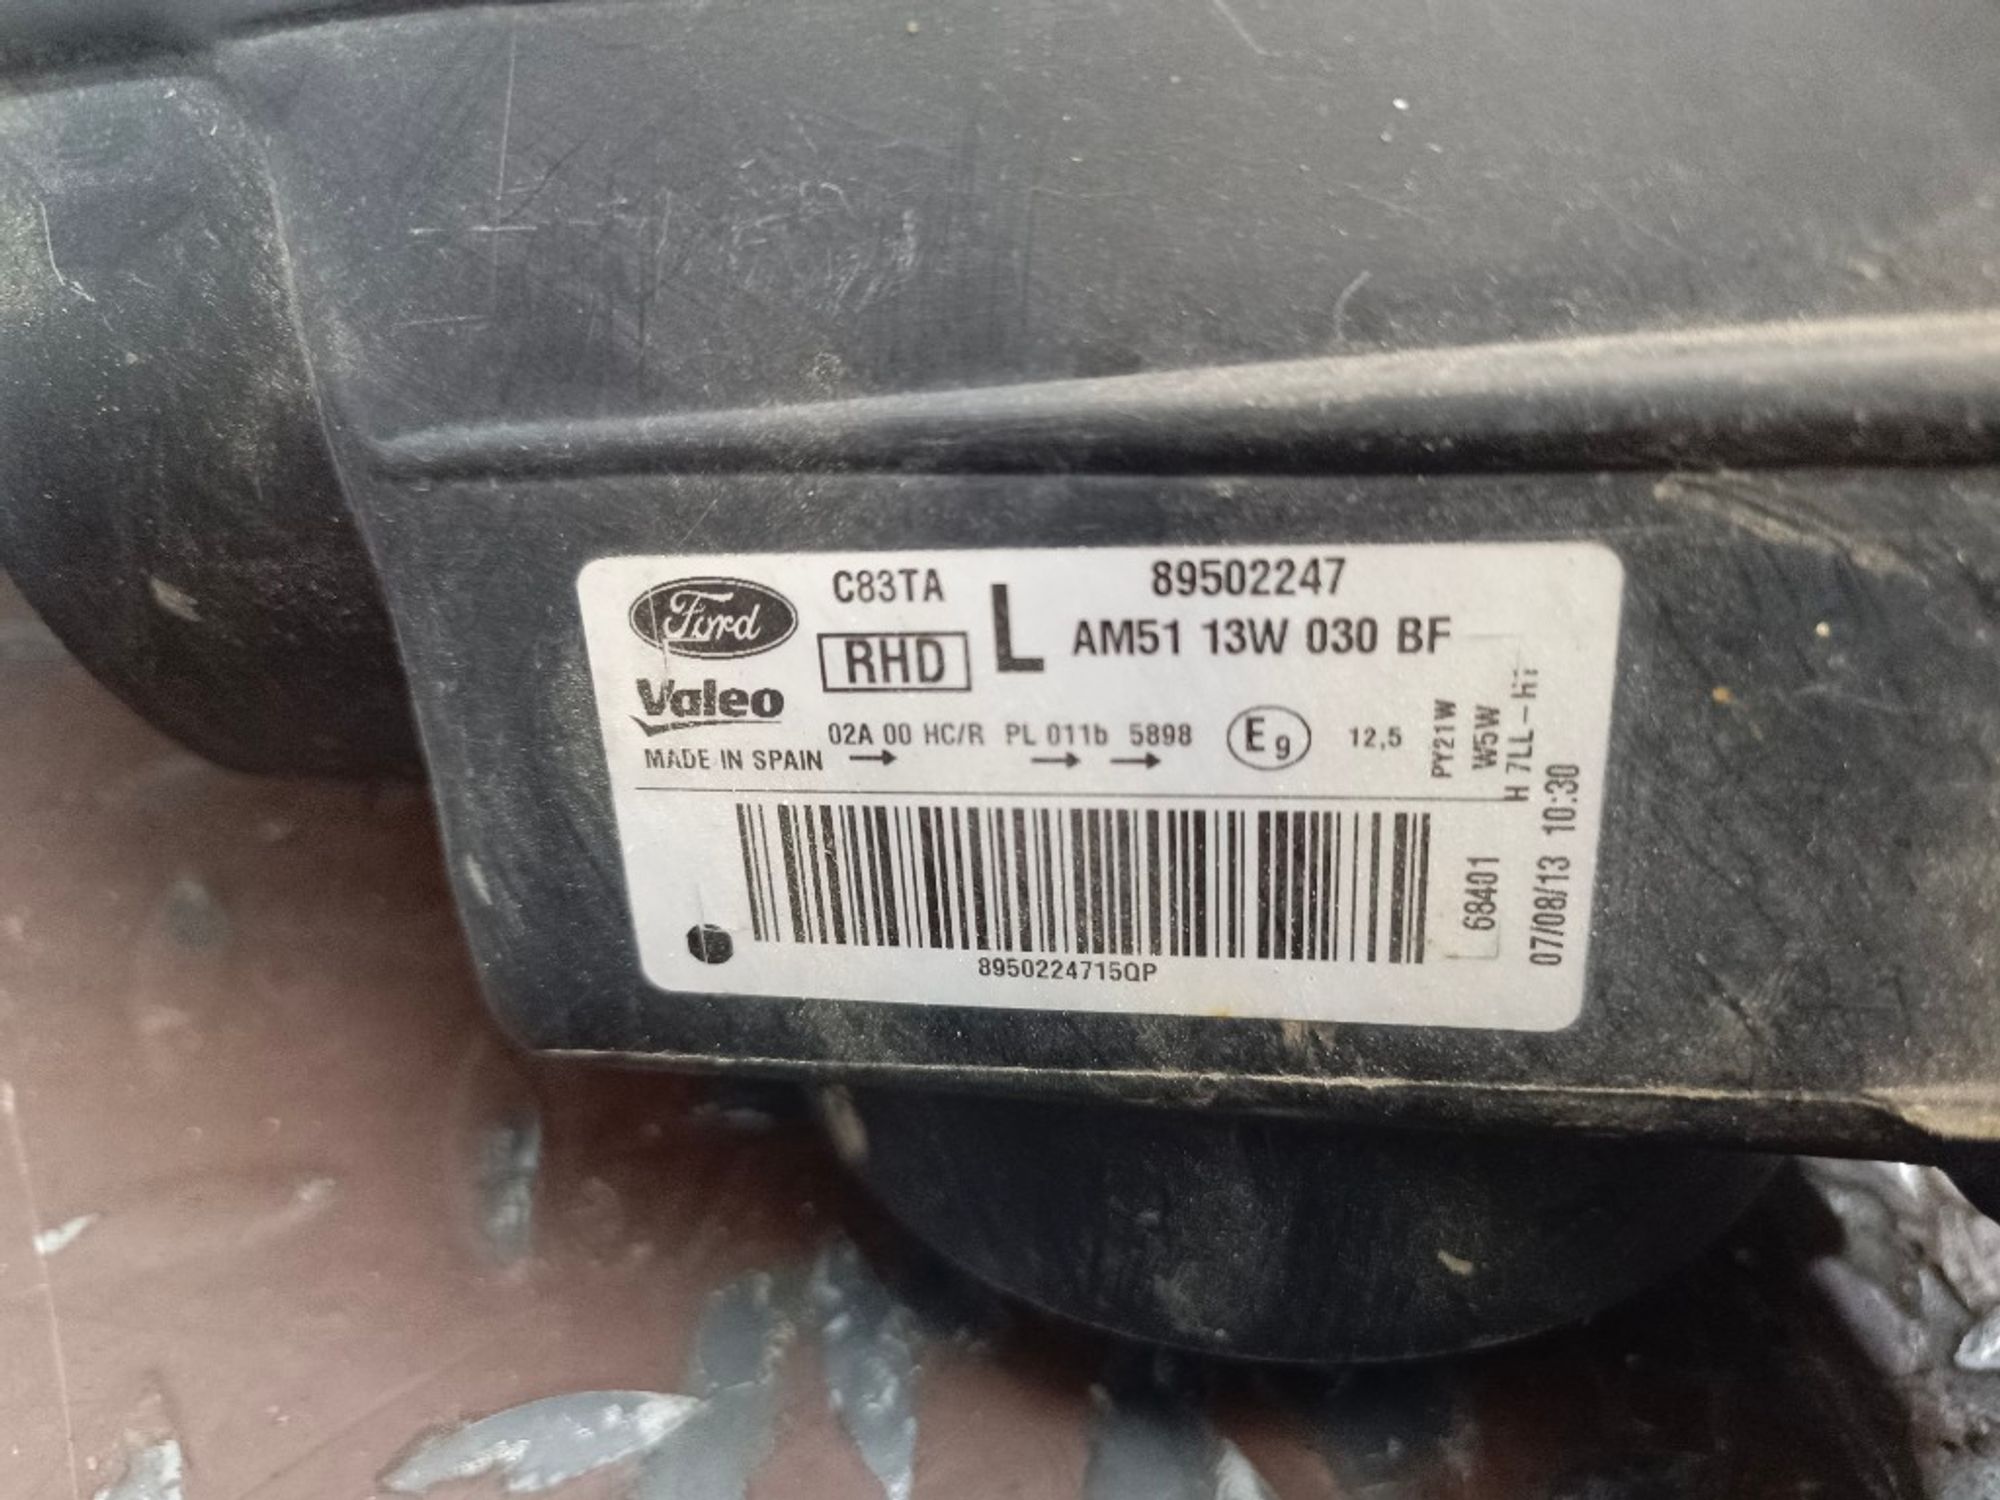 Ford
C83TA
RHD
L
89502247
AM51 13W 030 BF
Valeo
MADE IN SPAIN
02A 00 HC/R PL 011b 5898
→ → →
E9
12,5
PY21W
W5W
H 7LL-
8950224715QP
68401
07/08/13 10:30